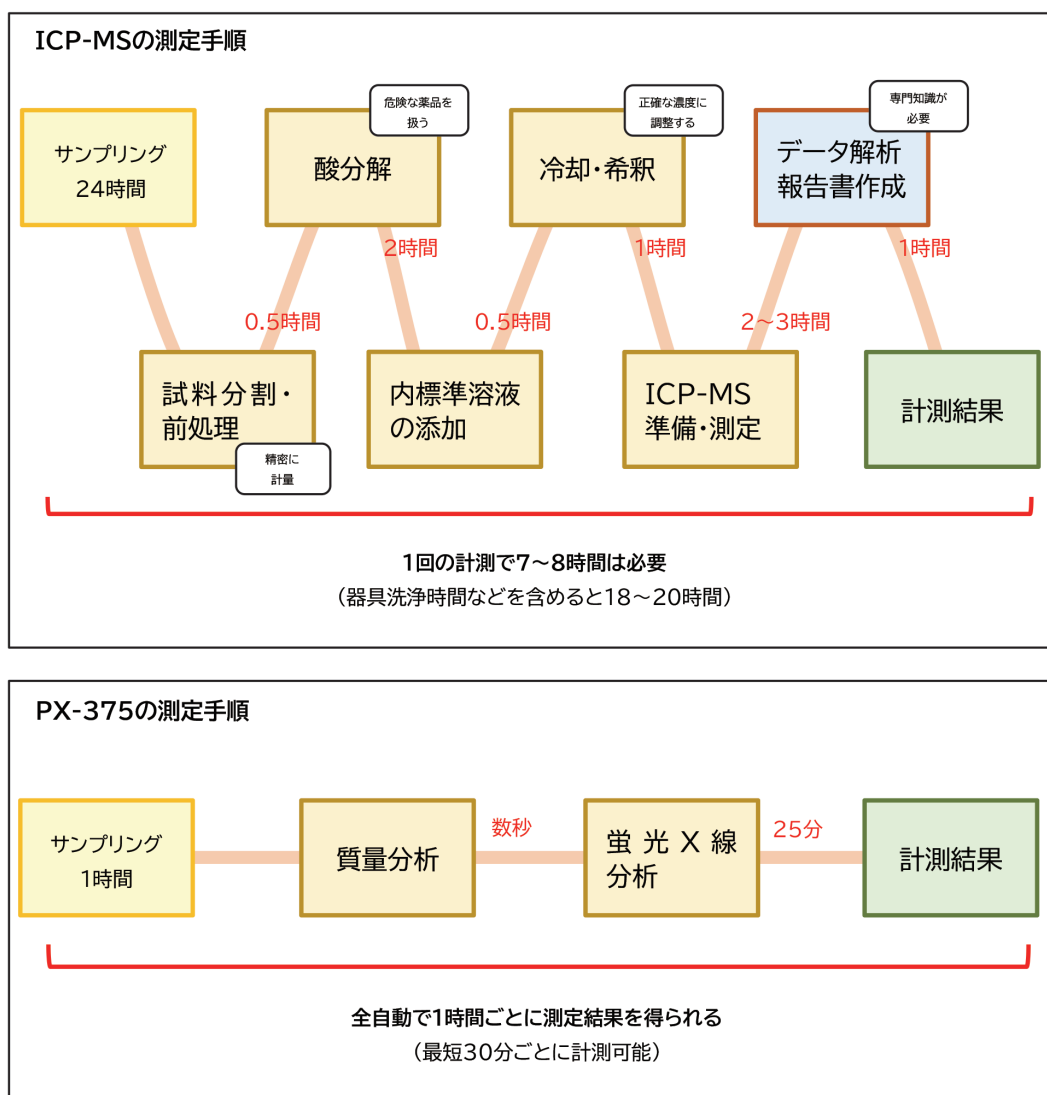 ICP-MSの測定手順
サンプリング
24時間
危険な薬品を
扱う
酸分解
正確な濃度に
調整する
冷却・希釈
専門知識が
必要
データ解析
報告書作成
2時間
1時間
1時間
0.5時間
0.5時間
2〜3時間
試料分割・
前処理
精密に
計量
内標準溶液
の添加
ICP-MS
準備・測定
計測結果
1回の計測で7〜8時間は必要
（器具洗浄時間などを含めると18〜20時間）
PX-375の測定手順
サンプリング
1時間
質量分析
数秒
蛍光X線
分析
25分
計測結果
全自動で1時間ごとに測定結果を得られる
（最短30分ごとに計測可能）